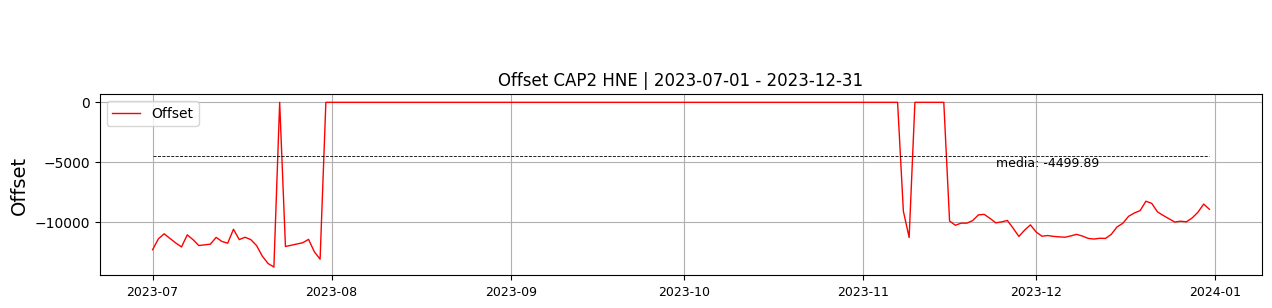 Offset CAP2 HNE | 2023-07-01 - 2023-12-31
Offset
0
−5000
−10000
Offset
media: -4499.89
2023-07
2023-08
2023-09
2023-10
2023-11
2023-12
2024-01